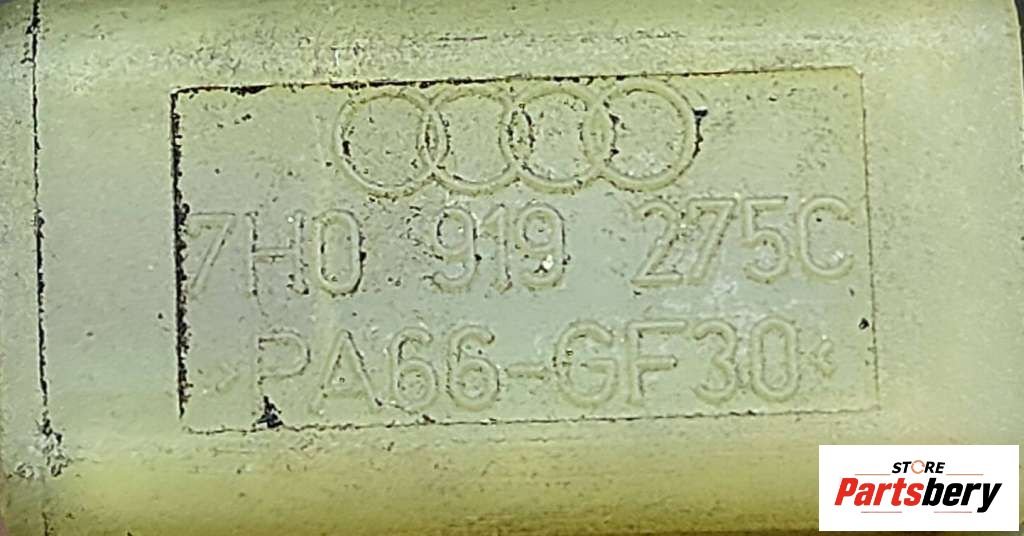 7H0 919 275C
>PA66-GF30<
STORE
Partsbery